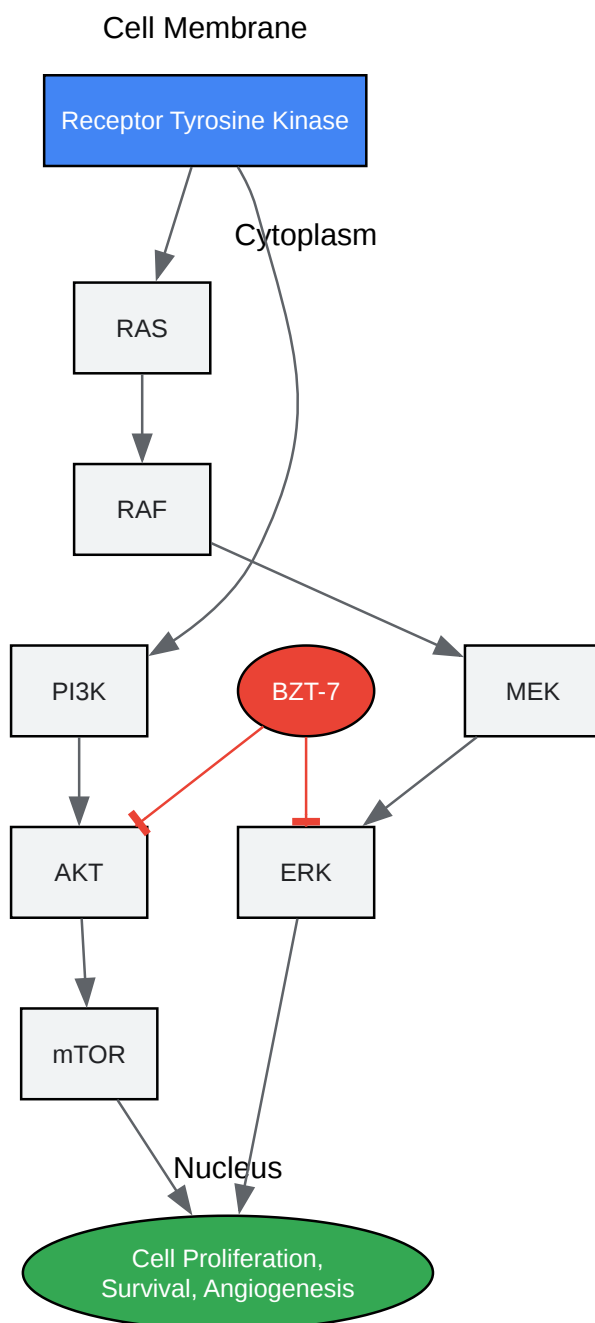 Cell Membrane
Receptor Tyrosine Kinase
Cytoplasm
RAS
RAF
PI3K
BZT-7
MEK
AKT
ERK
mTOR
Nucleus
Cell Proliferation,
Survival, Angiogenesis